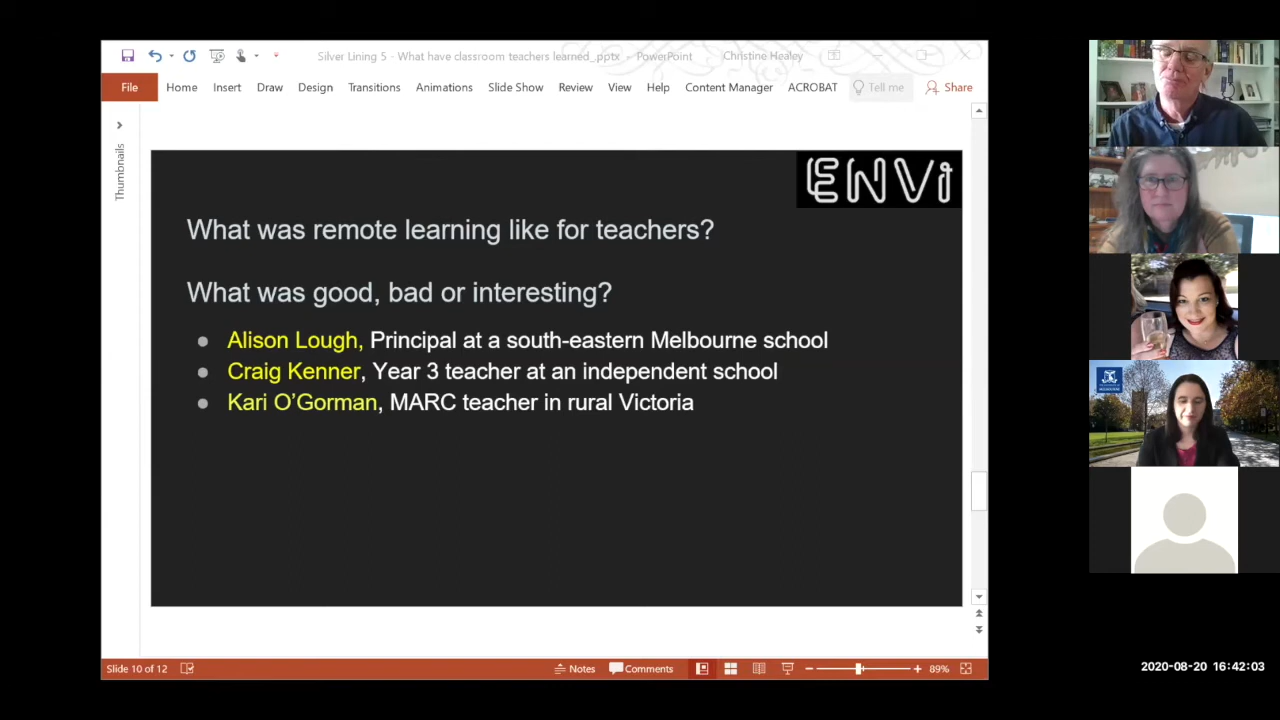 Silver Lining 5 - What have classroom teachers learned_.pptx - PowerPoint
Christine Healey
File Home Insert Draw Design Transitions Animations Slide Show Review View Help Content Manager ACROBAT Tell me Share
Thumbnails
ENVi
What was remote learning like for teachers?
What was good, bad or interesting?
● Alison Lough, Principal at a south-eastern Melbourne school
● Craig Kenner, Year 3 teacher at an independent school
● Kari O’Gorman, MARC teacher in rural Victoria
Slide 10 of 12
Notes Comments 89%
MELBOURNE
2020-08-20 16:42:03